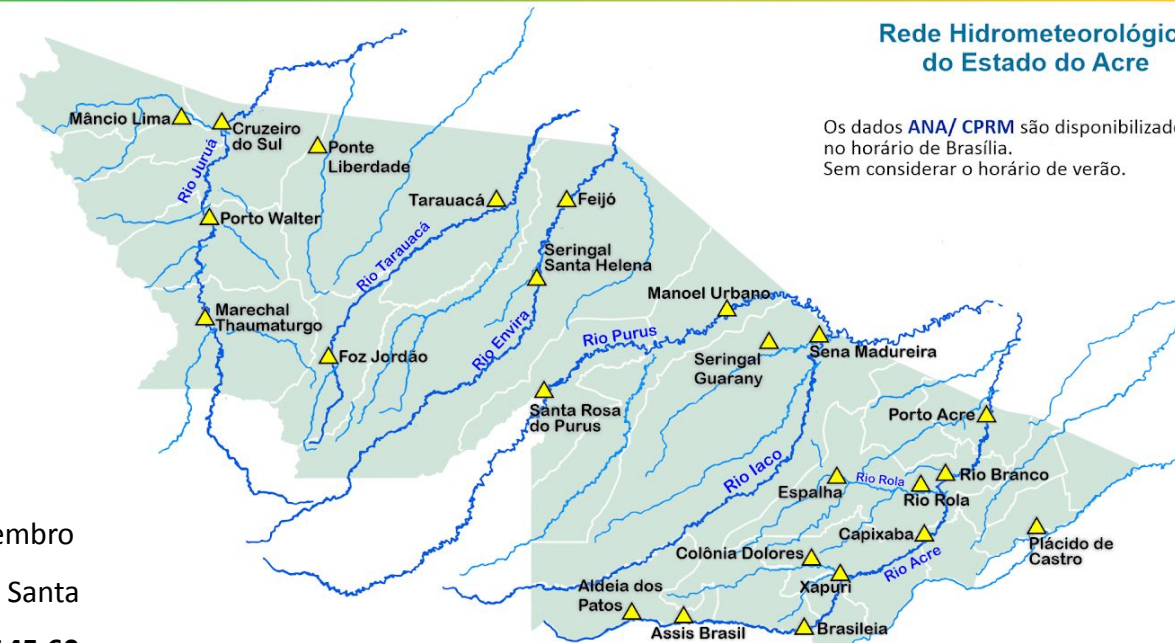 Rede Hidrometeorológic
do Estado do Acre
Os dados ANA/ CPRM são disponibilizado
no horário de Brasília.
Sem considerar o horário de verão.
Mâncio Lima
Cruzeiro
do Sul
Ponte
Liberdade
Rio Juruá
Tarauacá
Feijó
Porto Walter
Rio Tarauacá
Seringal
Santa Helena
Manoel Urbano
Marechal
Thaumaturgo
Rio Envira
Rio Purus
Foz Jordão
Seringal
Guarany
Sena Madureira
Santa Rosa
do Purus
Porto Acre
Rio Iaco
Espalha
Rio Rola
Rio Rola
Rio Branco
Capixaba
Plácido de
Castro
Colônia Dolores
Rio Acre
Xapuri
Aldeia dos
Patos
Assis Brasil
Brasileia
embro
Santa